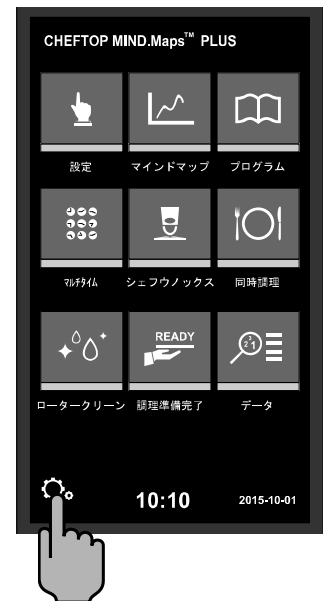 CHEFTOP MIND.Maps™ PLUS
設定 マインドマップ プログラム
マルチタイム シェフウノックス 同時調理
READY
ロータークリーン 調理準備完了 データ
10:10 2015-10-01